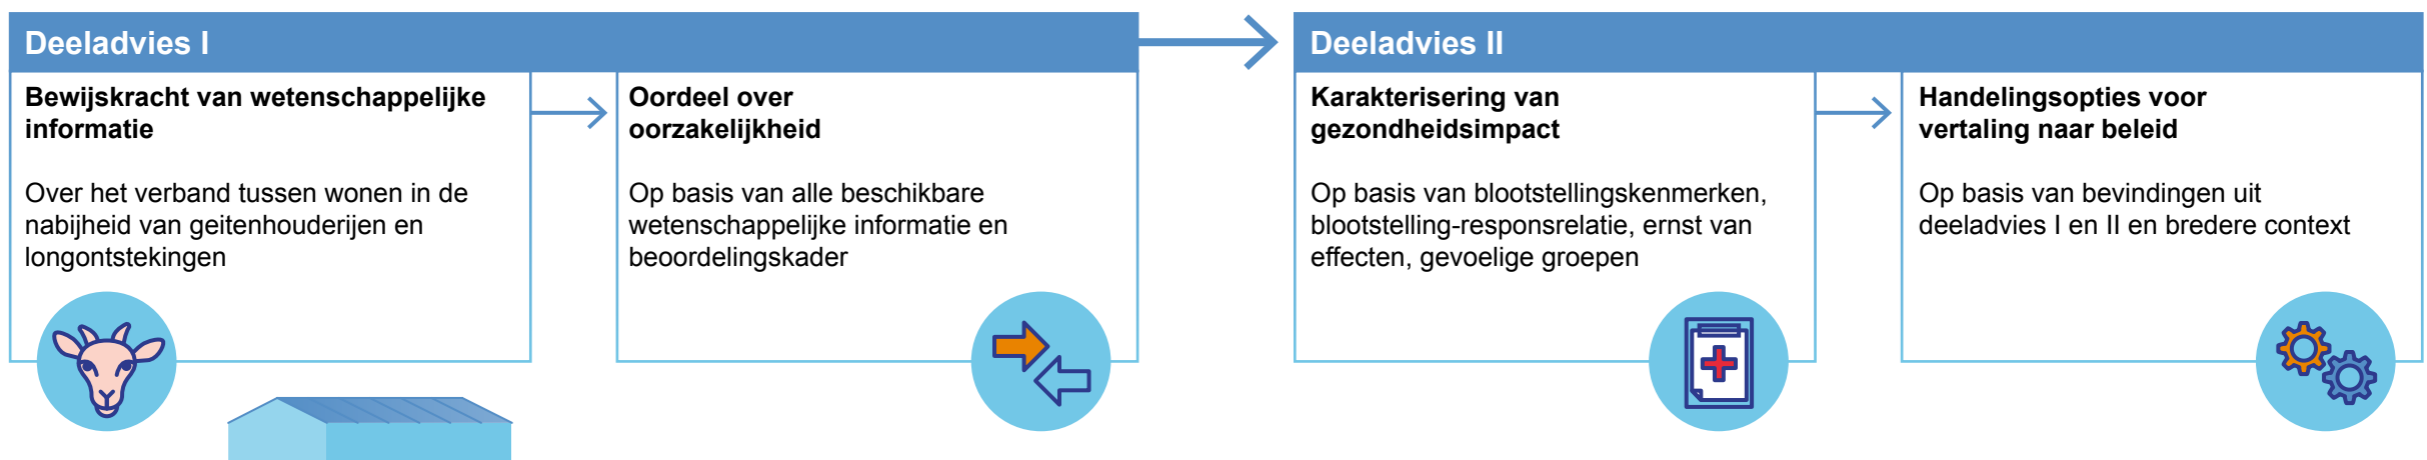 Deeladvies I
Bewijskracht van wetenschappelijke
informatie
Over het verband tussen wonen in de
nabijheid van geitenhouderijen en
longontstekingen
Oordeel over
oorzakelijkheid
Op basis van alle beschikbare
wetenschappelijke informatie en
beoordelingskader
Deeladvies II
Karakterisering van
gezondheidsimpact
Op basis van blootstellingskenmerken,
blootstelling-responsrelatie, ernst van
effecten, gevoelige groepen
Handelingsopties voor
vertaling naar beleid
Op basis van bevindingen uit
deeladvies I en II en bredere context